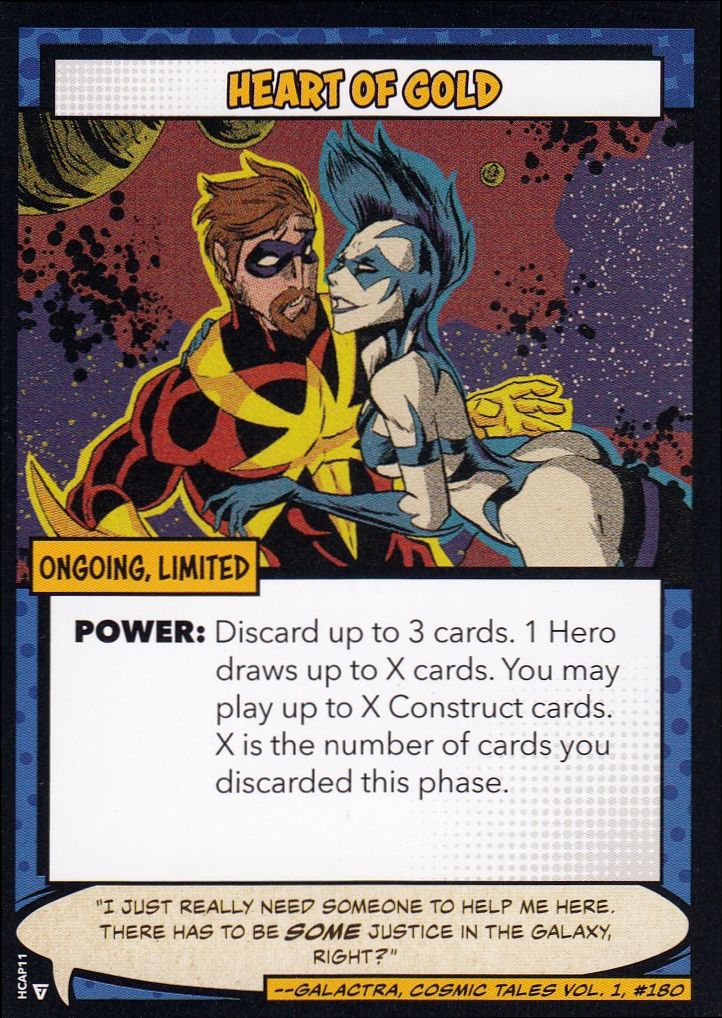 HEART OF GOLD
ONGOING, LIMITED
POWER: Discard up to 3 cards. 1 Hero
draws up to X cards. You may
play up to X Construct cards.
X is the number of cards you
discarded this phase.
"I JUST REALLY NEED SOMEONE TO HELP ME HERE.
THERE HAS TO BE SOME JUSTICE IN THE GALAXY,
RIGHT?"
--GALACTRA, COSMIC TALES VOL. 1, #180
HCAP11